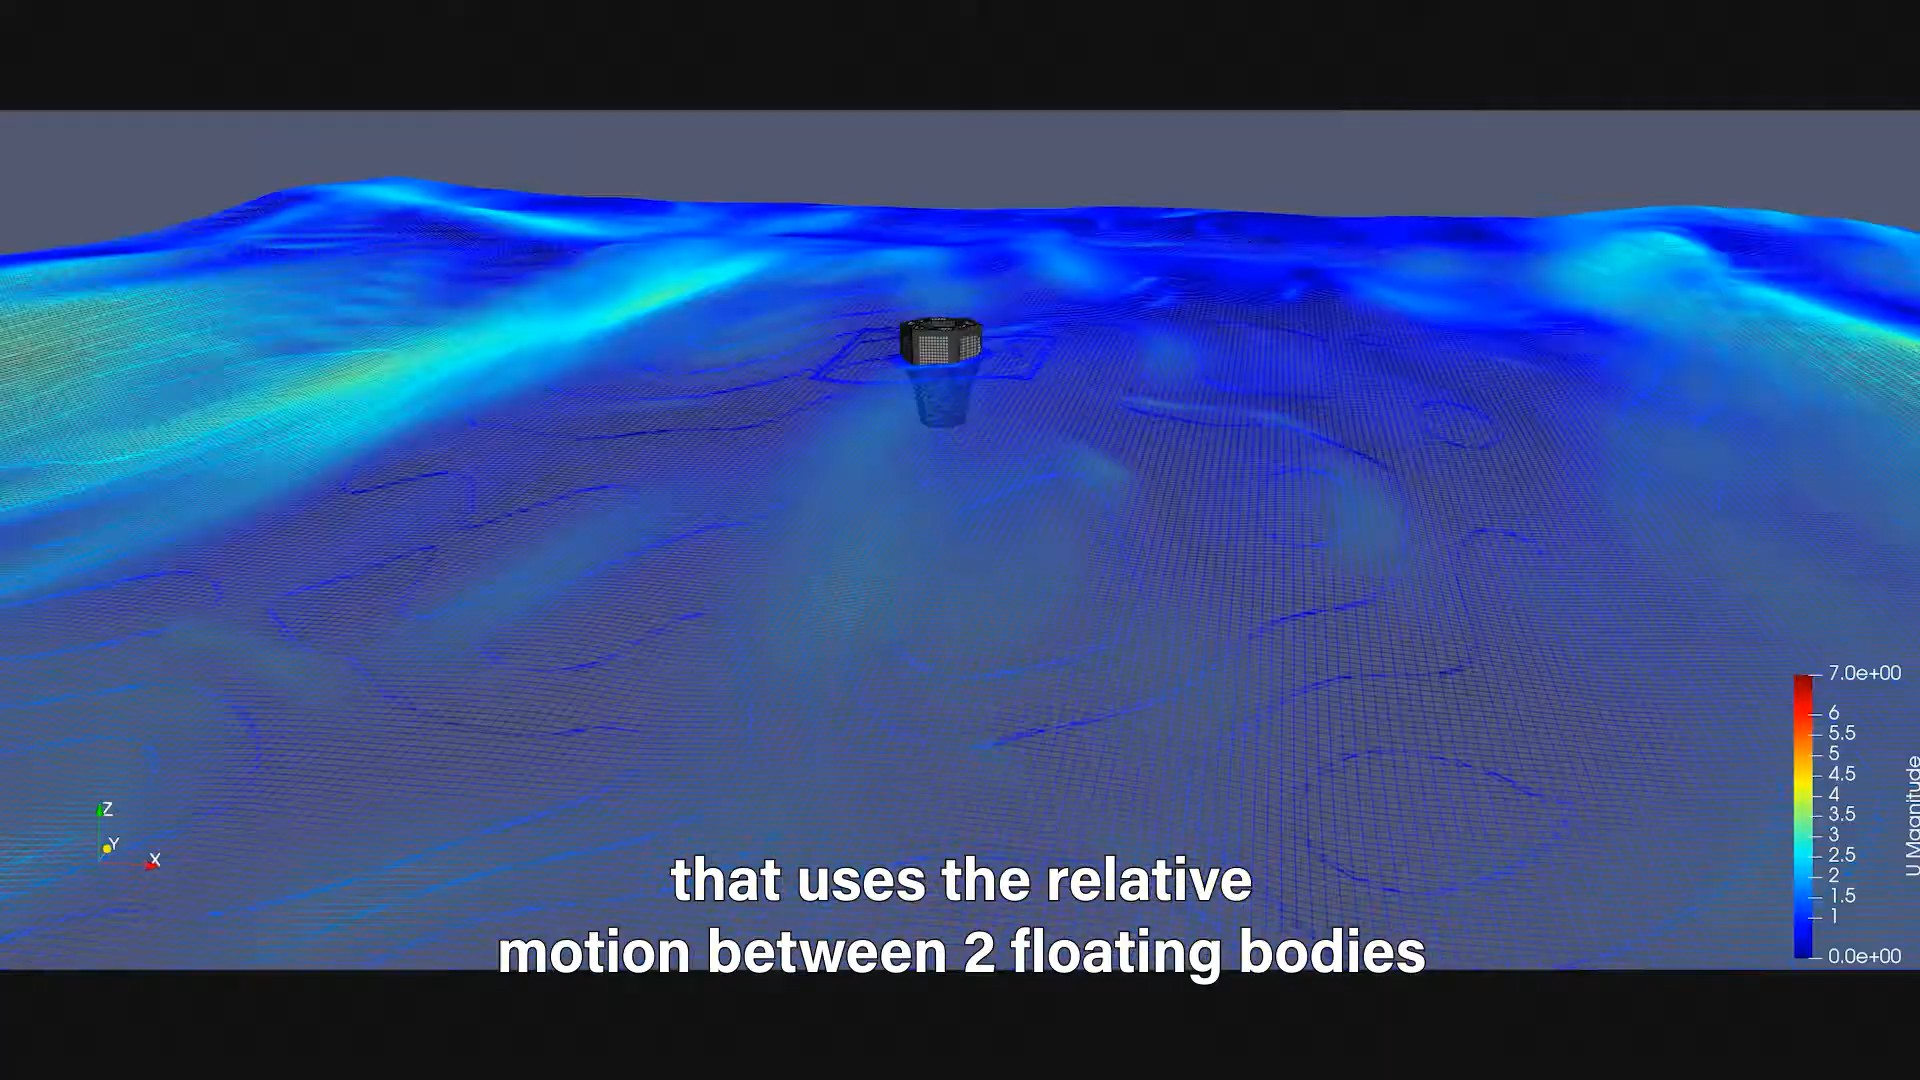 7.0e+00
6
5.5
5
4.5
4
3.5
3
2.5
2
1.5
1
0.0e+00
U Magnitude
Z
Y
X
that uses the relative
motion between 2 floating bodies